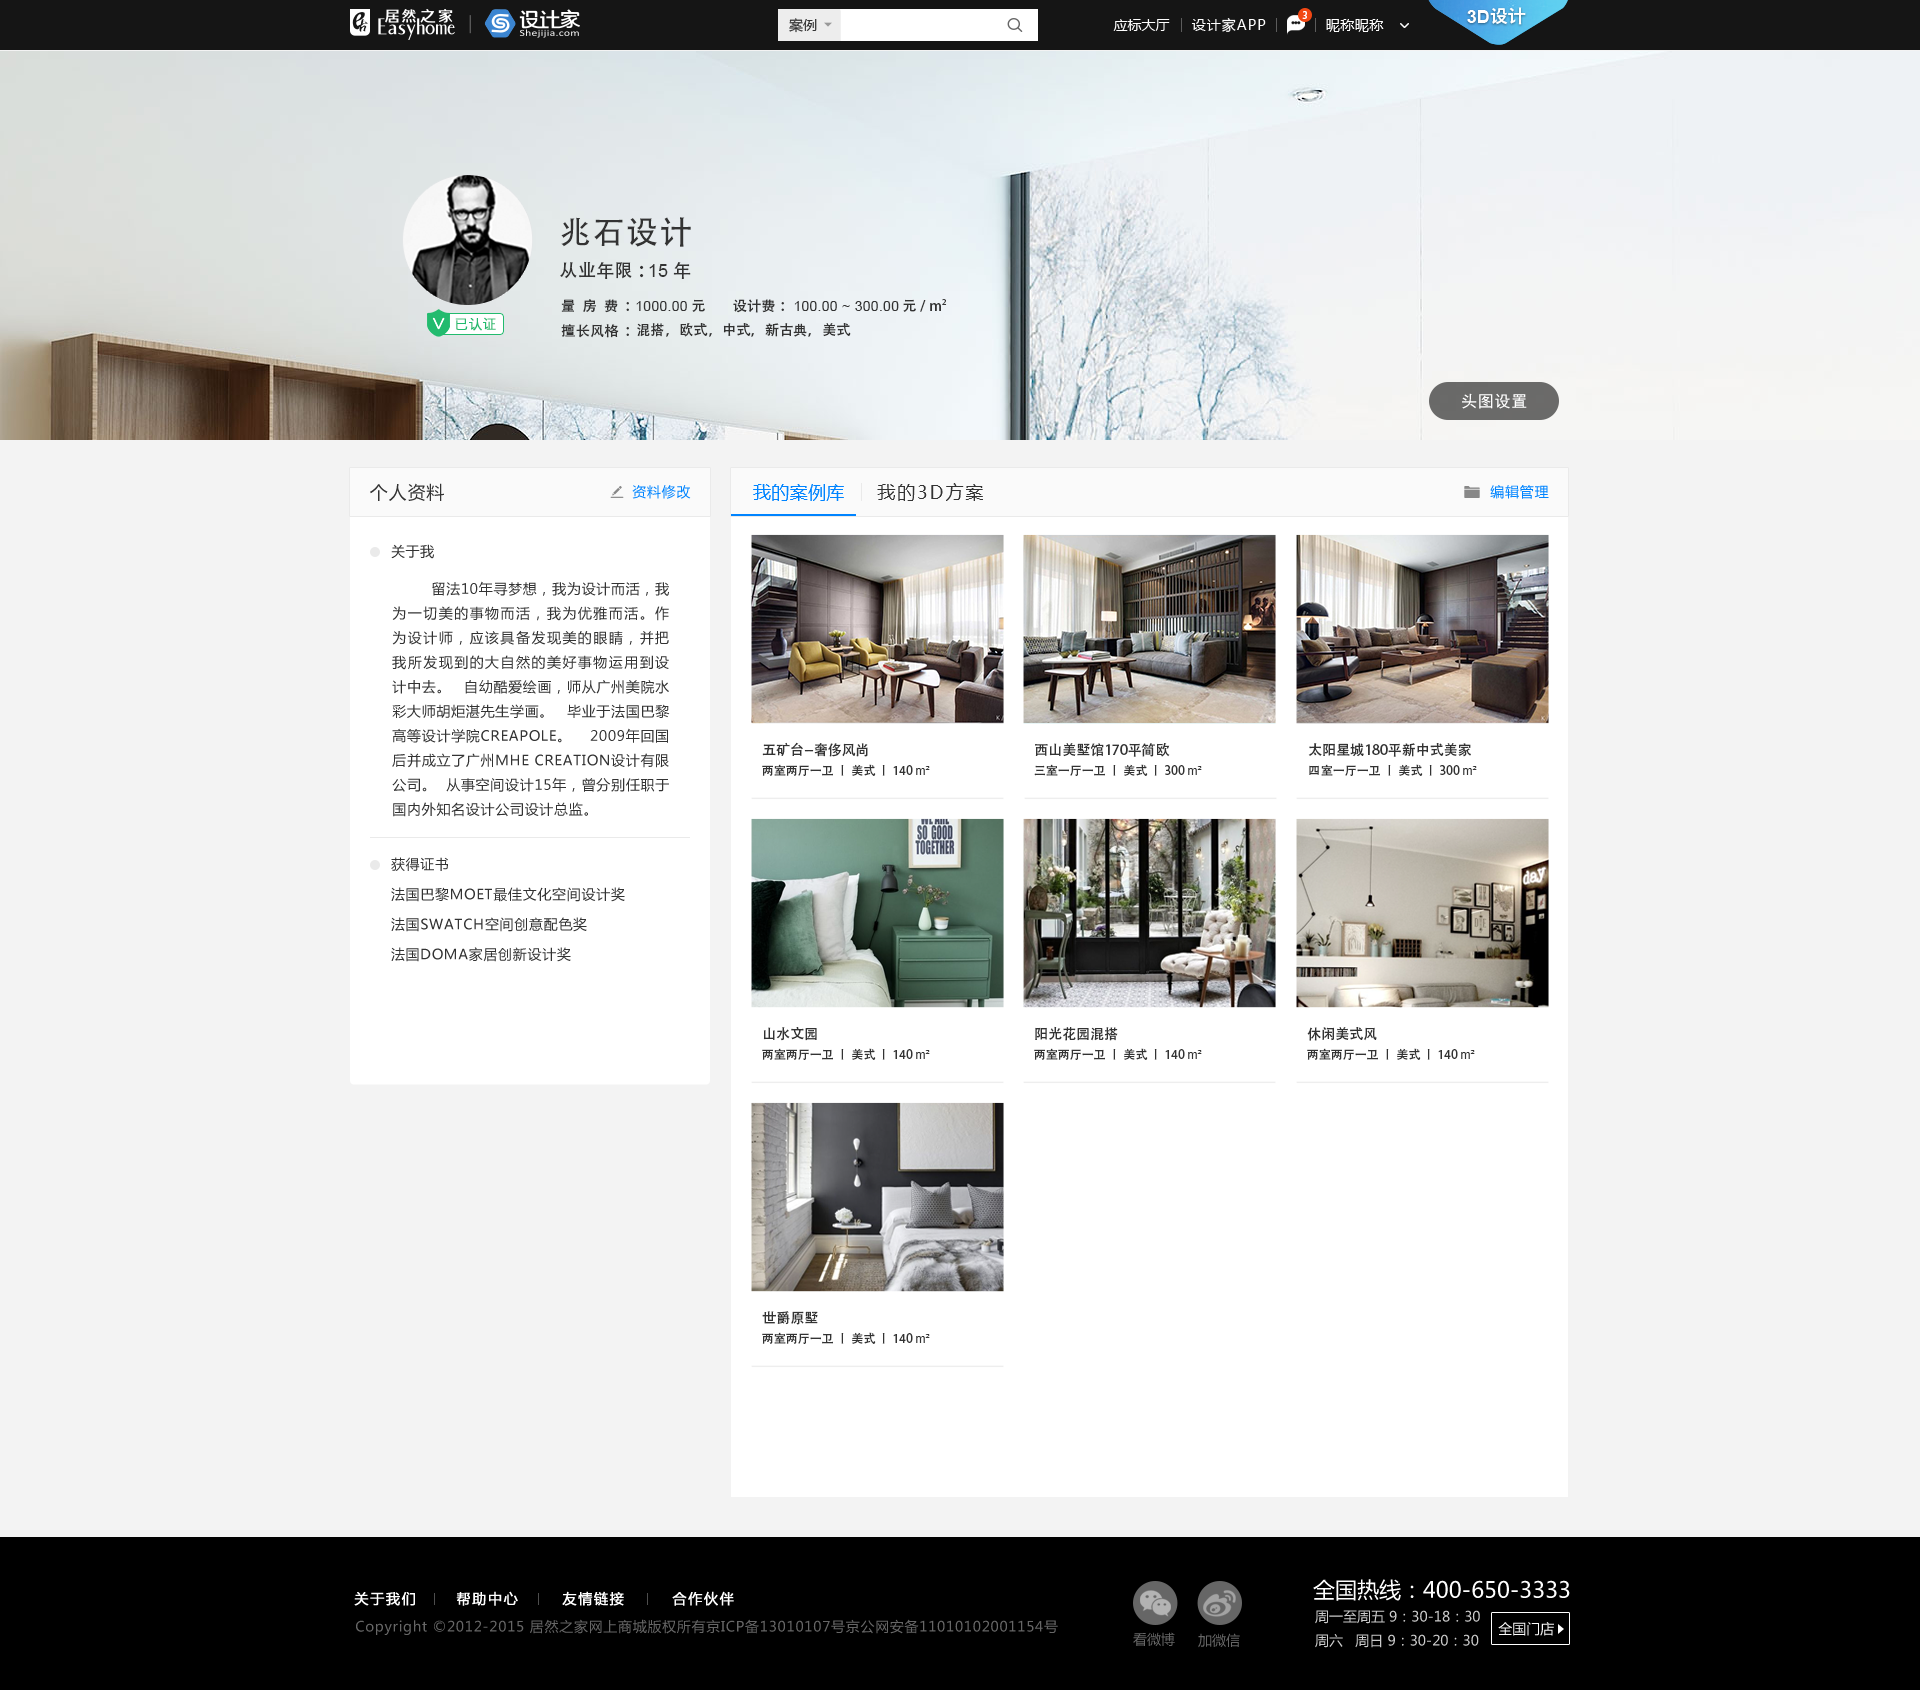 居然之家
Easyhome
设计家
Shejijia.com
案例
应标大厅
设计家APP
3
昵称昵称
3D设计
兆石设计
从业年限：15 年
量 房 费：1000.00 元 设计费：100.00 ~ 300.00 元 / m²
擅长风格：混搭，欧式，中式，新古典，美式
已认证
头图设置
个人资料
资料修改
关于我
留法10年寻梦想，我为设计而活，我
为一切美的事物而活，我为优雅而活。作
为设计师，应该具备发现美的眼睛，并把
我所发现到的大自然的美好事物运用到设
计中去。 自幼酷爱绘画，师从广州美院水
彩大师胡炬湛先生学画。 毕业于法国巴黎
高等设计学院CREAPOLE。 2009年回国
后并成立了广州MHE CREATION设计有限
公司。 从事空间设计15年，曾分别任职于
国内外知名设计公司设计总监。
获得证书
法国巴黎MOET最佳文化空间设计奖
法国SWATCH空间创意配色奖
法国DOMA家居创新设计奖
我的案例库
我的3D方案
编辑管理
五矿台–奢侈风尚
两室两厅一卫 | 美式 | 140㎡
西山美墅馆170平简欧
三室一厅一卫 | 美式 | 300㎡
太阳星城180平新中式美家
四室一厅一卫 | 美式 | 300㎡
WE ARE
SO GOOD
TOGETHER
山水文园
两室两厅一卫 | 美式 | 140㎡
阳光花园混搭
两室两厅一卫 | 美式 | 140㎡
休闲美式风
两室两厅一卫 | 美式 | 140㎡
世爵原墅
两室两厅一卫 | 美式 | 140㎡
关于我们
帮助中心
友情链接
合作伙伴
Copyright ©2012-2015 居然之家网上商城版权所有京ICP备13010107号京公网安备11010102001154号
看微博
加微信
全国热线：400-650-3333
周一至周五 9：30-18：30
周六 周日 9：30-20：30
全国门店